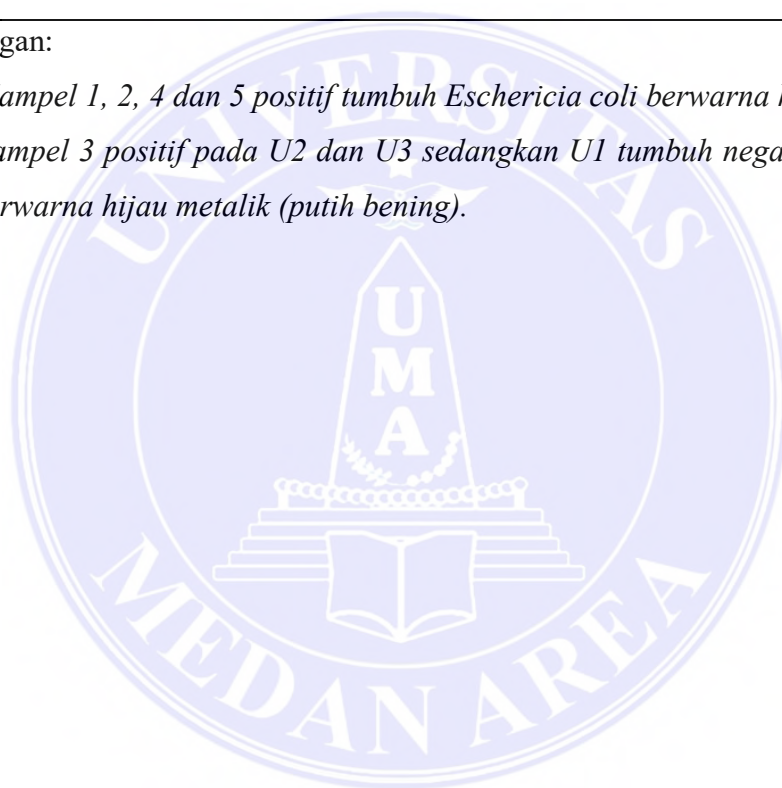 gan:
ampel 1, 2, 4 dan 5 positif tumbuh Eschericia coli berwarna
ampel 3 positif pada U2 dan U3 sedangkan U1 tumbuh nega
rwarna hijau metalik (putih bening).
UNIVERSITAS
UMA
MEDAN AREA